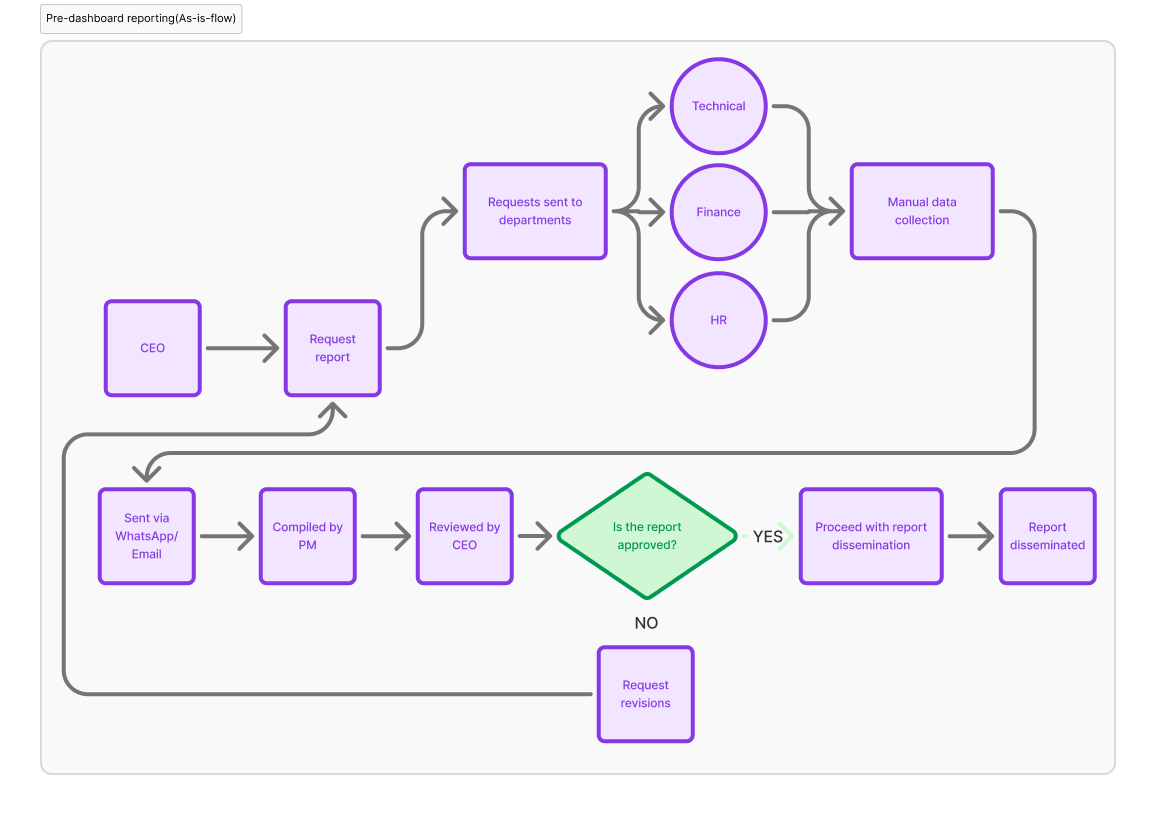 Pre-dashboard reporting(As-is-flow)
Technical
Requests sent to
departments
Finance
Manual data
collection
HR
CEO
Request
report
Sent via
WhatsApp/
Email
Compiled by
PM
Reviewed by
CEO
Is the report
approved?
YES
Proceed with report
dissemination
Report
disseminated
NO
Request
revisions